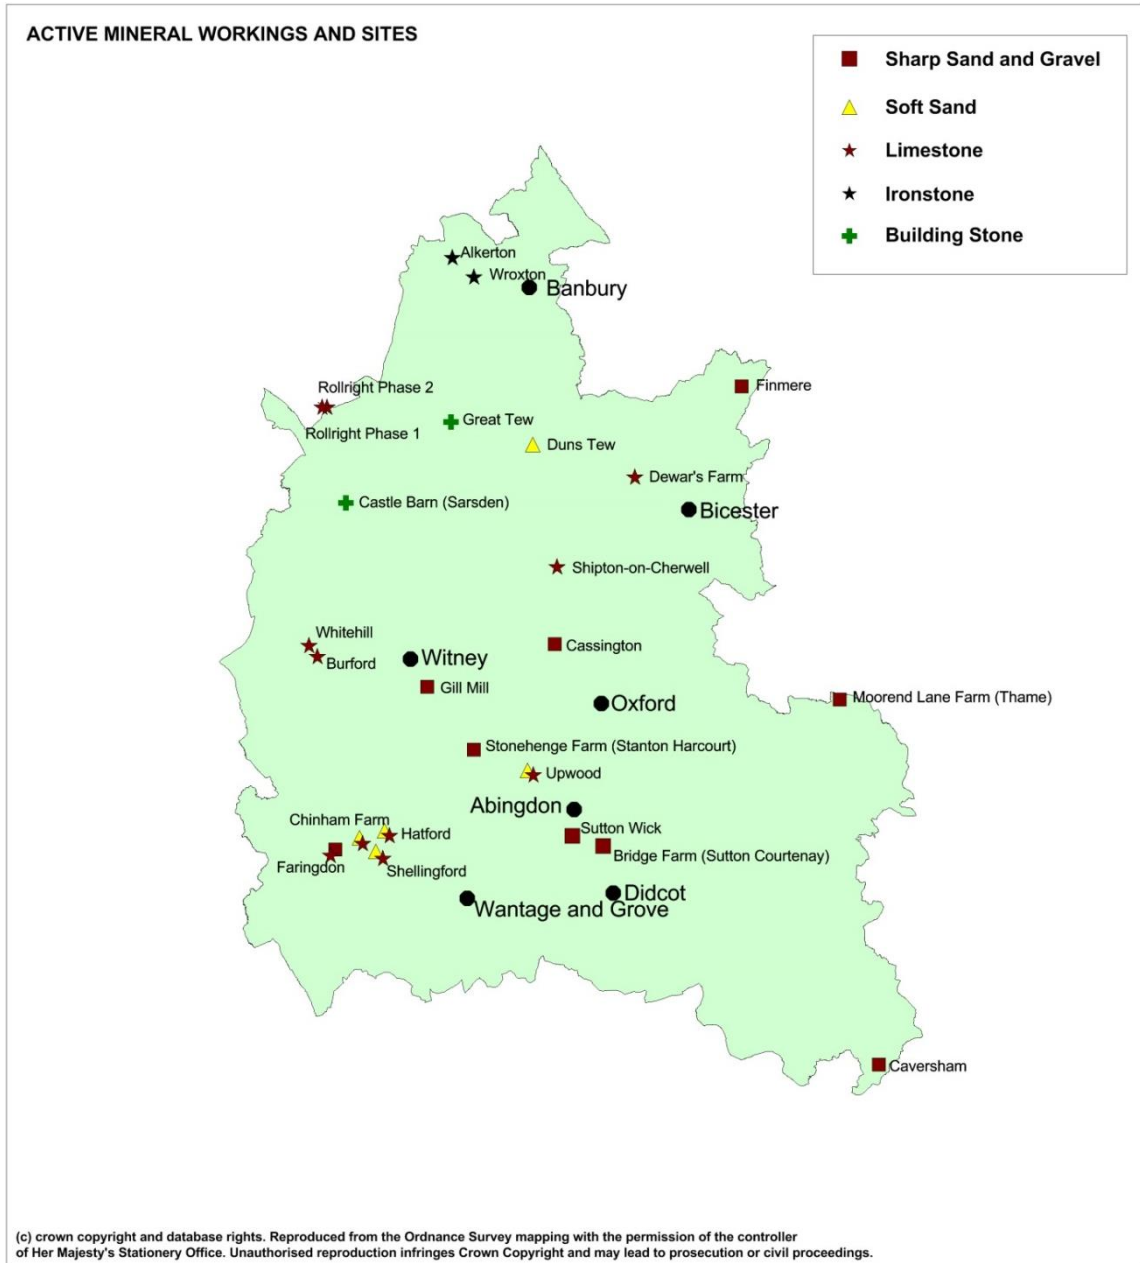 ACTIVE MINERAL WORKINGS AND SITES
Sharp Sand and Gravel
Soft Sand
Limestone
Ironstone
Building Stone
Alkerton
Wroxton
Banbury
Rollright Phase 2
Finmere
Rollright Phase 1
Great Tew
Duns Tew
Dewar's Farm
Castle Barn (Sarsden)
Bicester
Shipton-on-Cherwell
Whitehill
Cassington
Burford
Witney
Gill Mill
Oxford
Moorend Lane Farm (Thame)
Stonehenge Farm (Stanton Harcourt)
Upwood
Abingdon
Chinham Farm
Hatford
Sutton Wick
Bridge Farm (Sutton Courtenay)
Faringdon
Shellingford
Didcot
Wantage and Grove
Caversham
(c) crown copyright and database rights. Reproduced from the Ordnance Survey mapping with the permission of the controller
of Her Majesty's Stationery Office. Unauthorised reproduction infringes Crown Copyright and may lead to prosecution or civil proceedings.